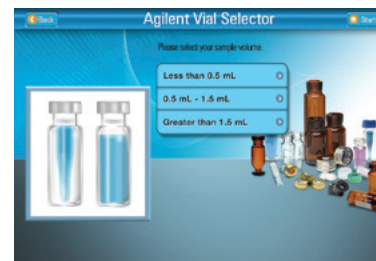 Back
Agilent Vial Selector
Start
Please select your sample volume.
Less than 0.5 mL
0.5 mL - 1.5 mL
Greater than 1.5 mL